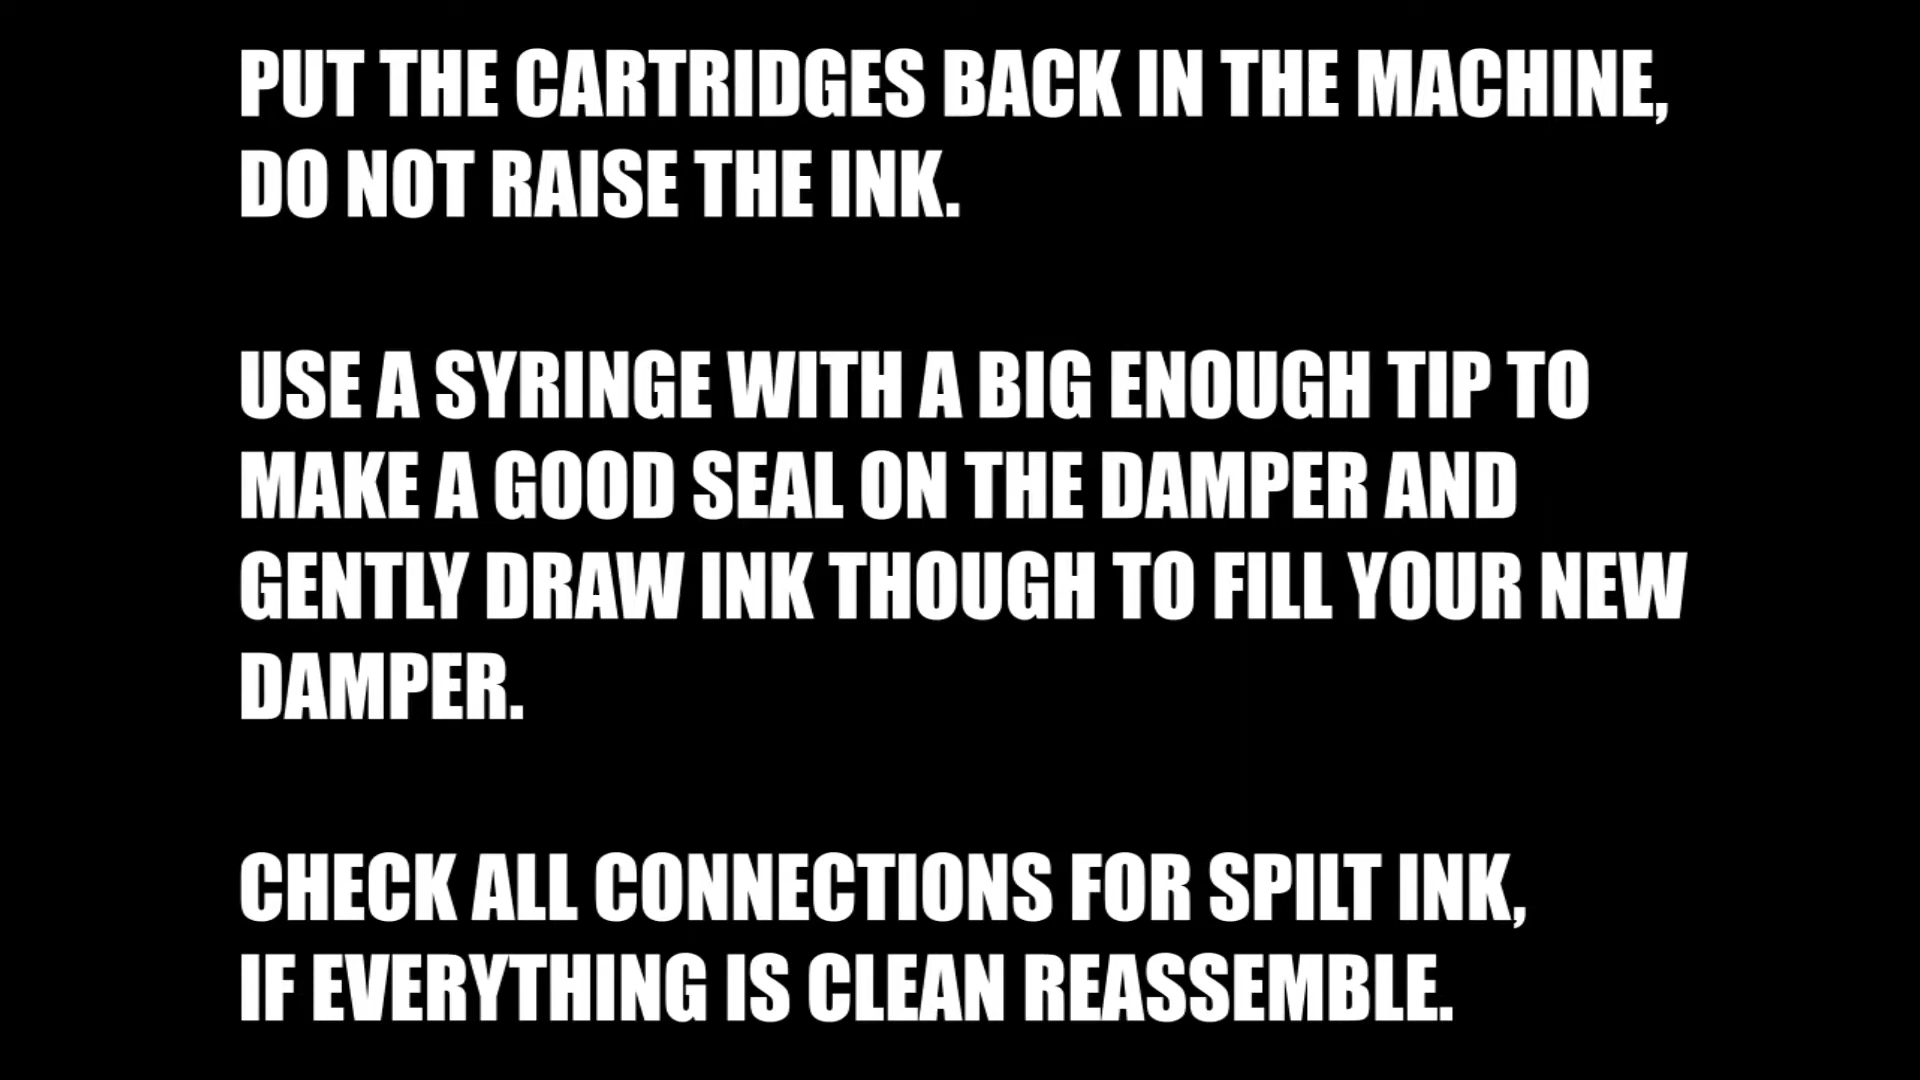 PUT THE CARTRIDGES BACK IN THE MACHINE,
DO NOT RAISE THE INK.
USE A SYRINGE WITH A BIG ENOUGH TIP TO
MAKE A GOOD SEAL ON THE DAMPER AND
GENTLY DRAW INK THOUGH TO FILL YOUR NEW
DAMPER.
CHECK ALL CONNECTIONS FOR SPILT INK,
IF EVERYTHING IS CLEAN REASSEMBLE.